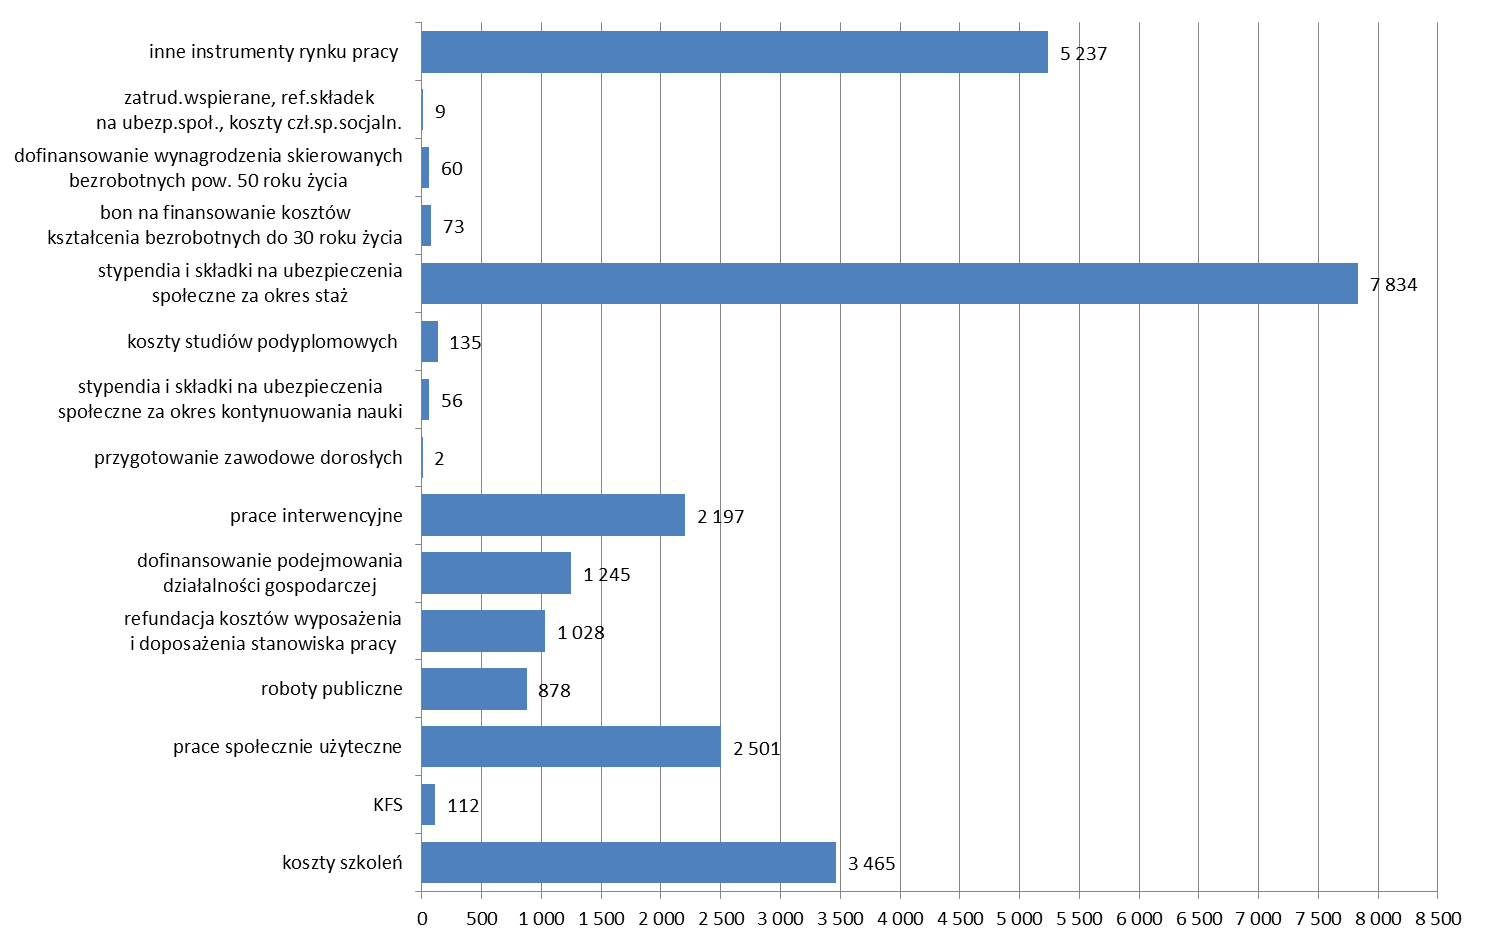 inne instrumenty rynku pracy
5 237
zatrud.wspierane, ref.składek
na ubezp.społ., koszty czł.sp.socjaln.
9
dofinansowanie wynagrodzenia skierowanych
bezrobotnych pow. 50 roku życia
60
bon na finansowanie kosztów
kształcenia bezrobotnych do 30 roku życia
73
stypendia i składki na ubezpieczenia
społeczne za okres staż
7 834
koszty studiów podyplomowych
135
stypendia i składki na ubezpieczenia
społeczne za okres kontynuowania nauki
56
przygotowanie zawodowe dorosłych
2
prace interwencyjne
2 197
dofinansowanie podejmowania
działalności gospodarczej
1 245
refundacja kosztów wyposażenia
i doposażenia stanowiska pracy
1 028
roboty publiczne
878
prace społecznie użyteczne
2 501
KFS
112
koszty szkoleń
3 465
0 500 1 000 1 500 2 000 2 500 3 000 3 500 4 000 4 500 5 000 5 500 6 000 6 500 7 000 7 500 8 000 8 500